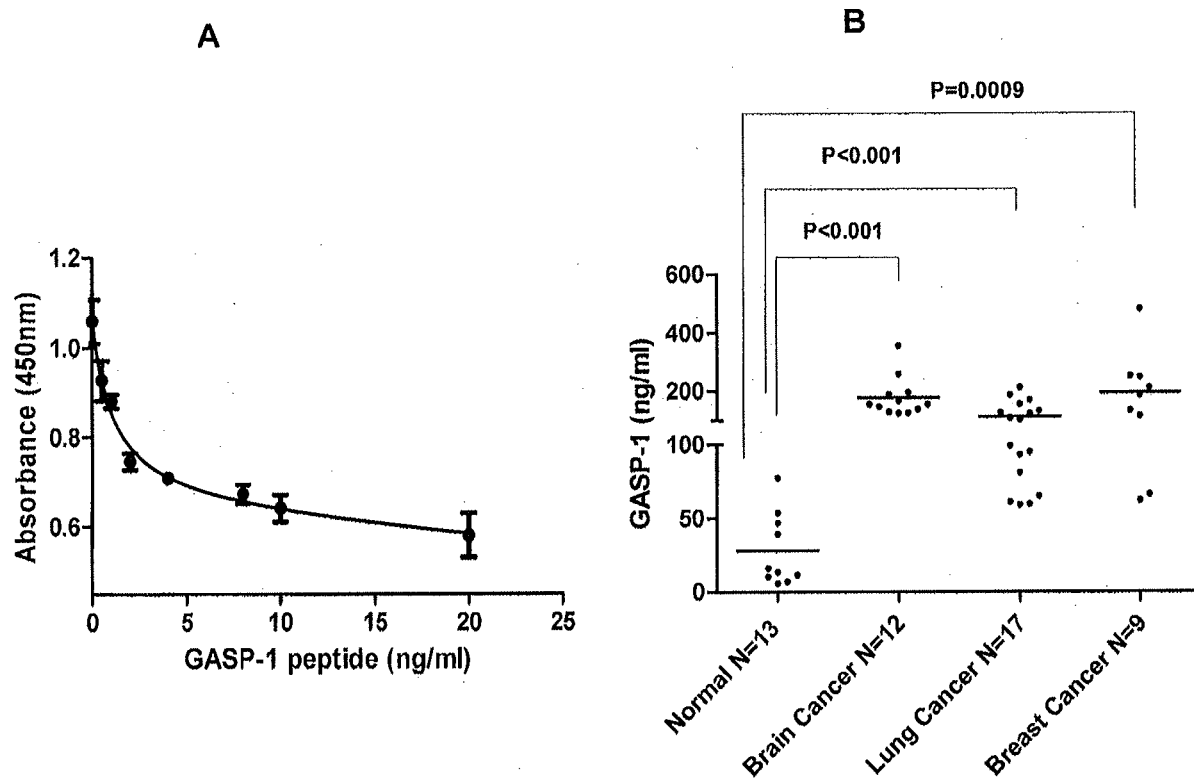 A
1.2
1.0
0.8
0.6
Absorbance (450nm)
0 5 10 15 20 25
GASP-1 peptide (ng/ml)
B
P=0.0009
P<0.001
P<0.001
600
400
200
100
50
0
GASP-1 (ng/ml)
Normal N=13
Brain Cancer N=12
Lung Cancer N=17
Breast Cancer N=9